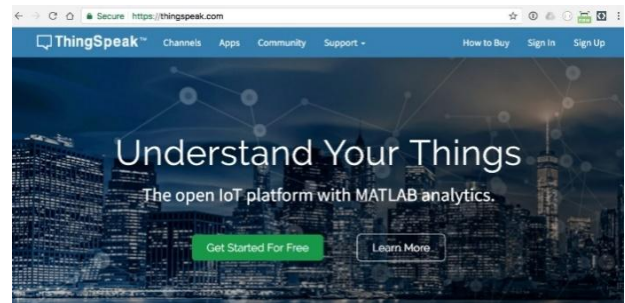 Secure https://thingspeak.com
ThingSpeak™ Channels Apps Community Support How to Buy Sign In Sign Up
Understand Your Things
The open IoT platform with MATLAB analytics.
Get Started For Free Learn More